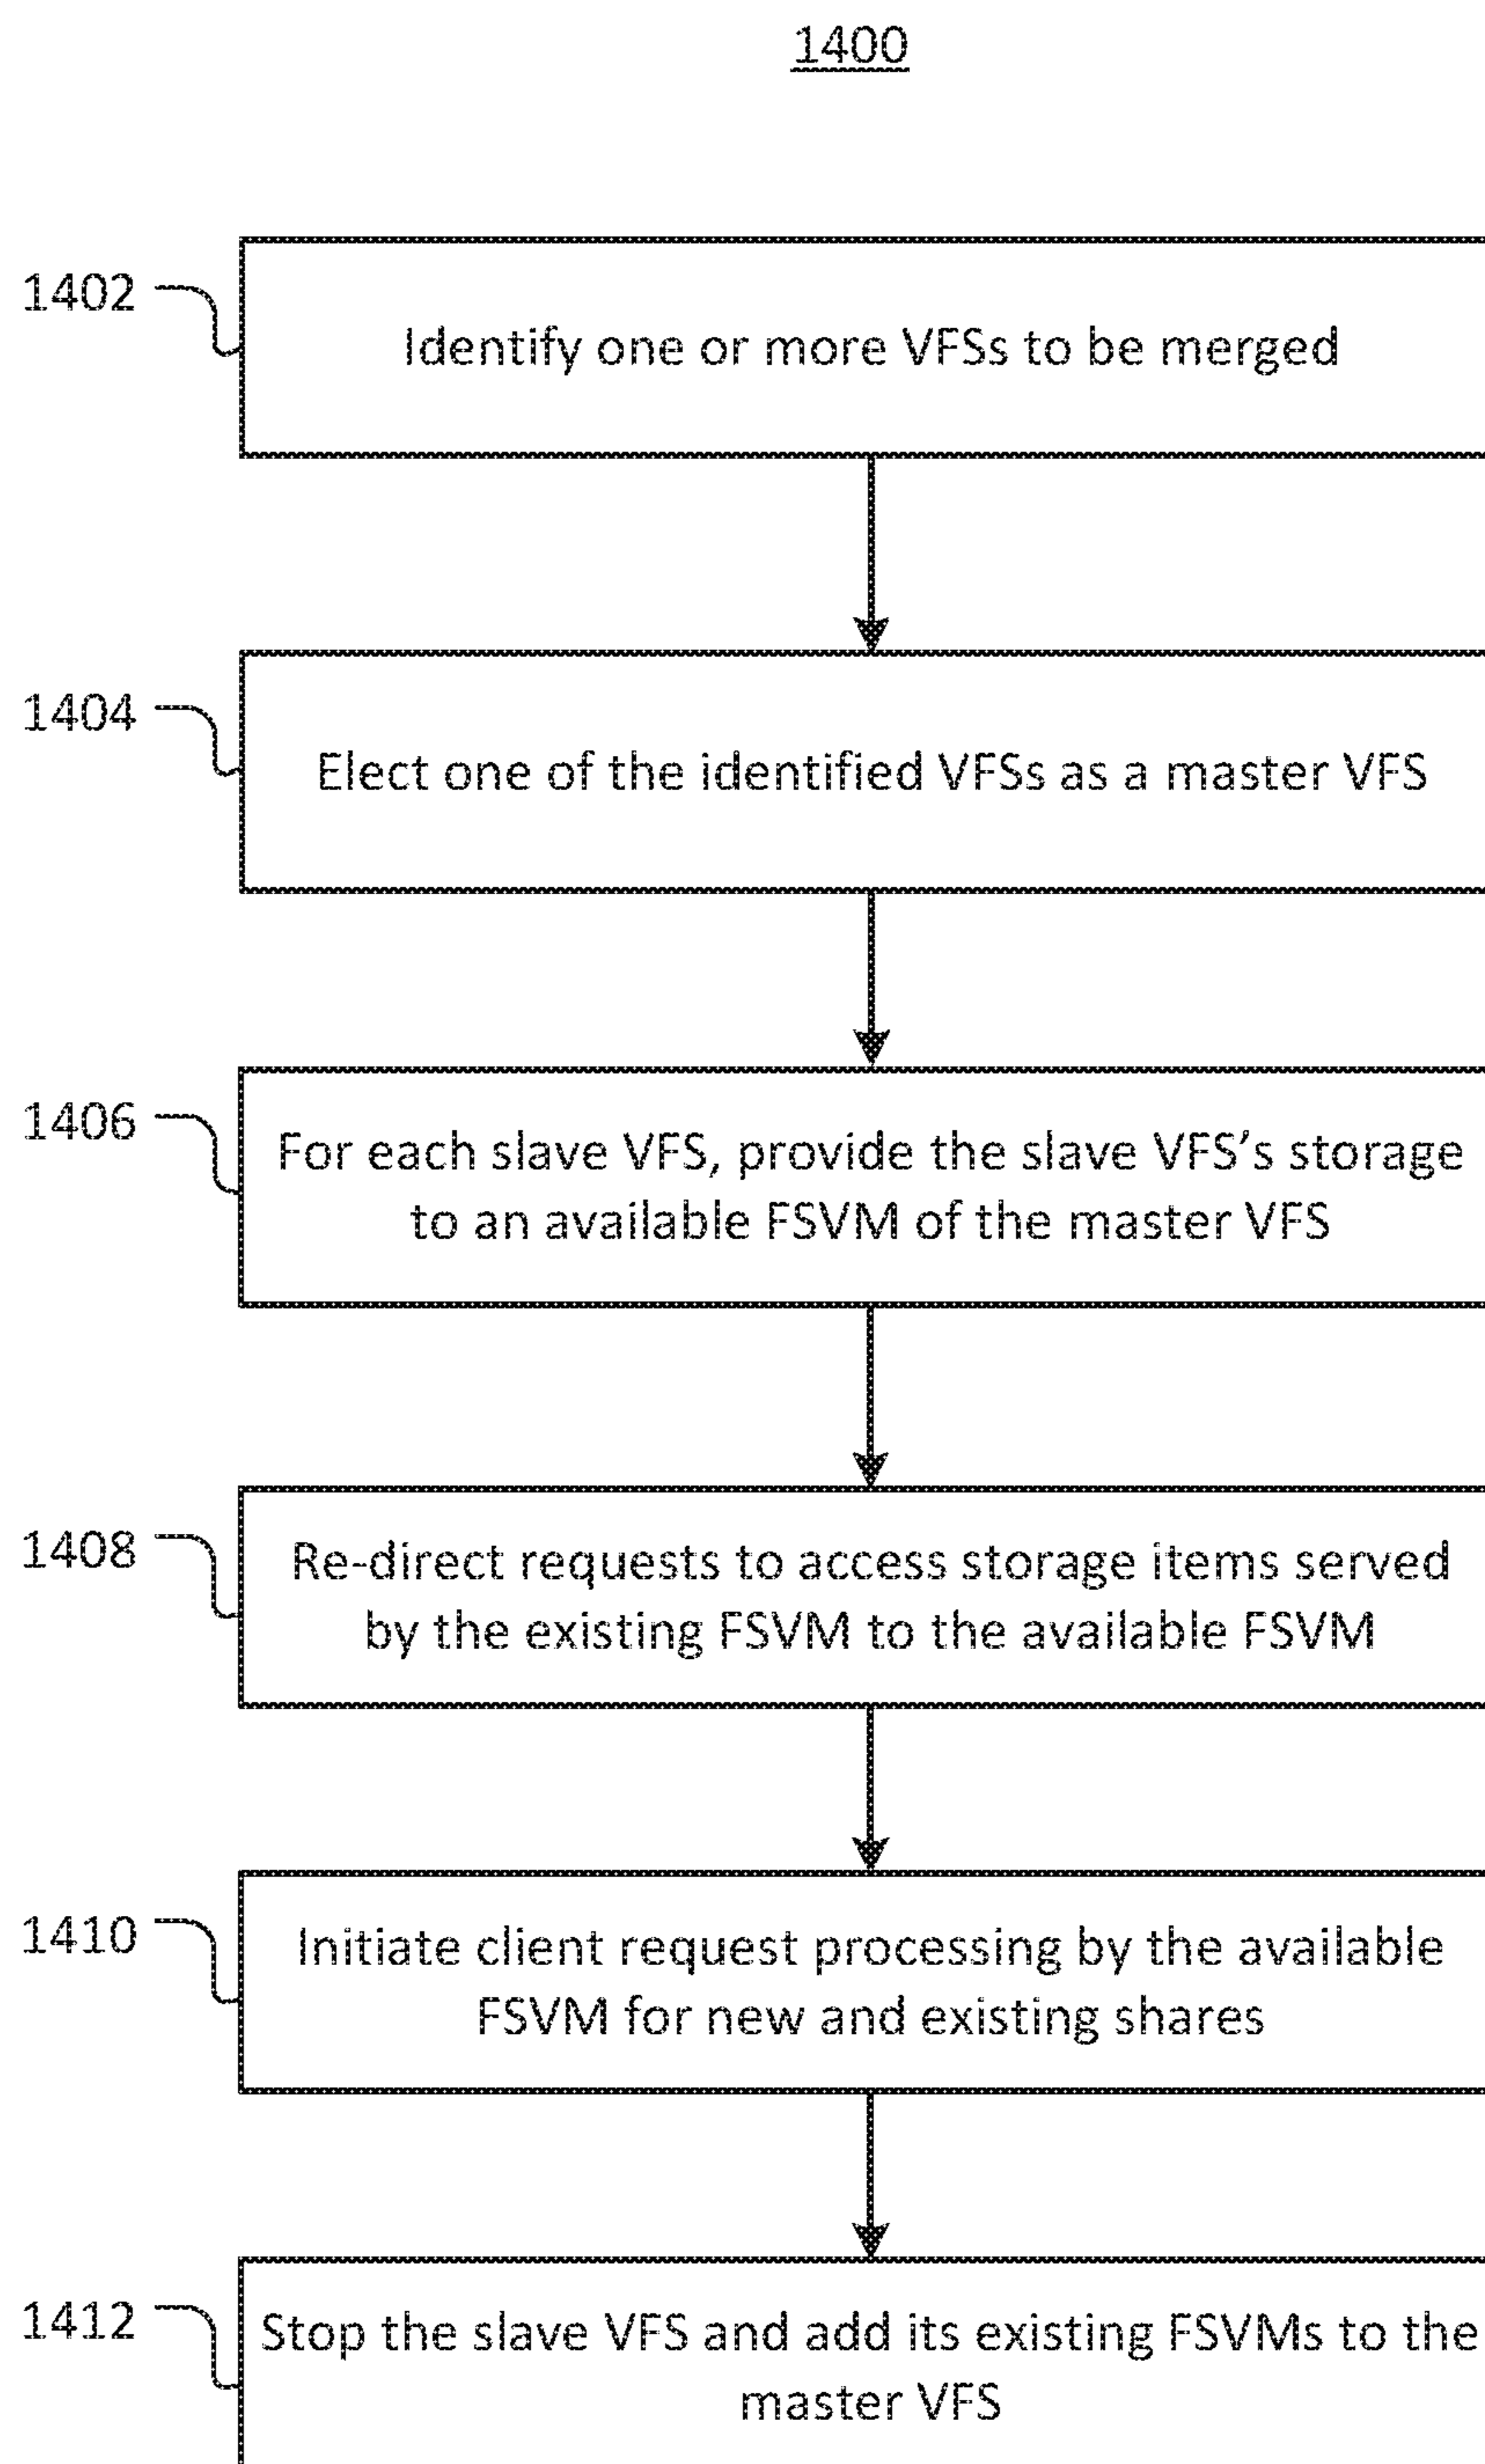 1400
1402
Identify one or more VFSs to be merged
1404
Elect one of the identified VFSs as a master VFS
1406
For each slave VFS, provide the slave VFS's storage
to an available FSVM of the master VFS
1408
Re-direct requests to access storage items served
by the existing FSVM to the available FSVM
1410
Initiate client request processing by the available
FSVM for new and existing shares
1412
Stop the slave VFS and add its existing FSVMs to the
master VFS